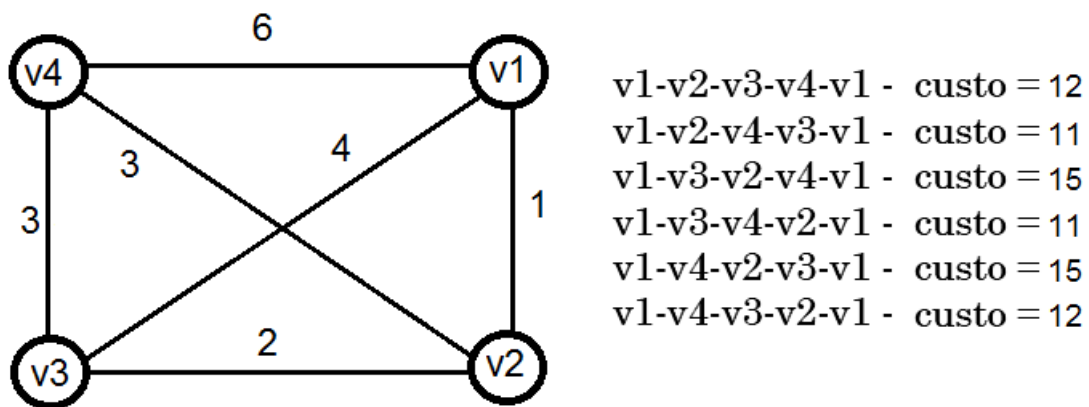 6
v4
v1
4
3
3
1
2
v3
v2
v1-v2-v3-v4-v1 - custo = 12
v1-v2-v4-v3-v1 - custo = 11
v1-v3-v2-v4-v1 - custo = 15
v1-v3-v4-v2-v1 - custo = 11
v1-v4-v2-v3-v1 - custo = 15
v1-v4-v3-v2-v1 - custo = 12